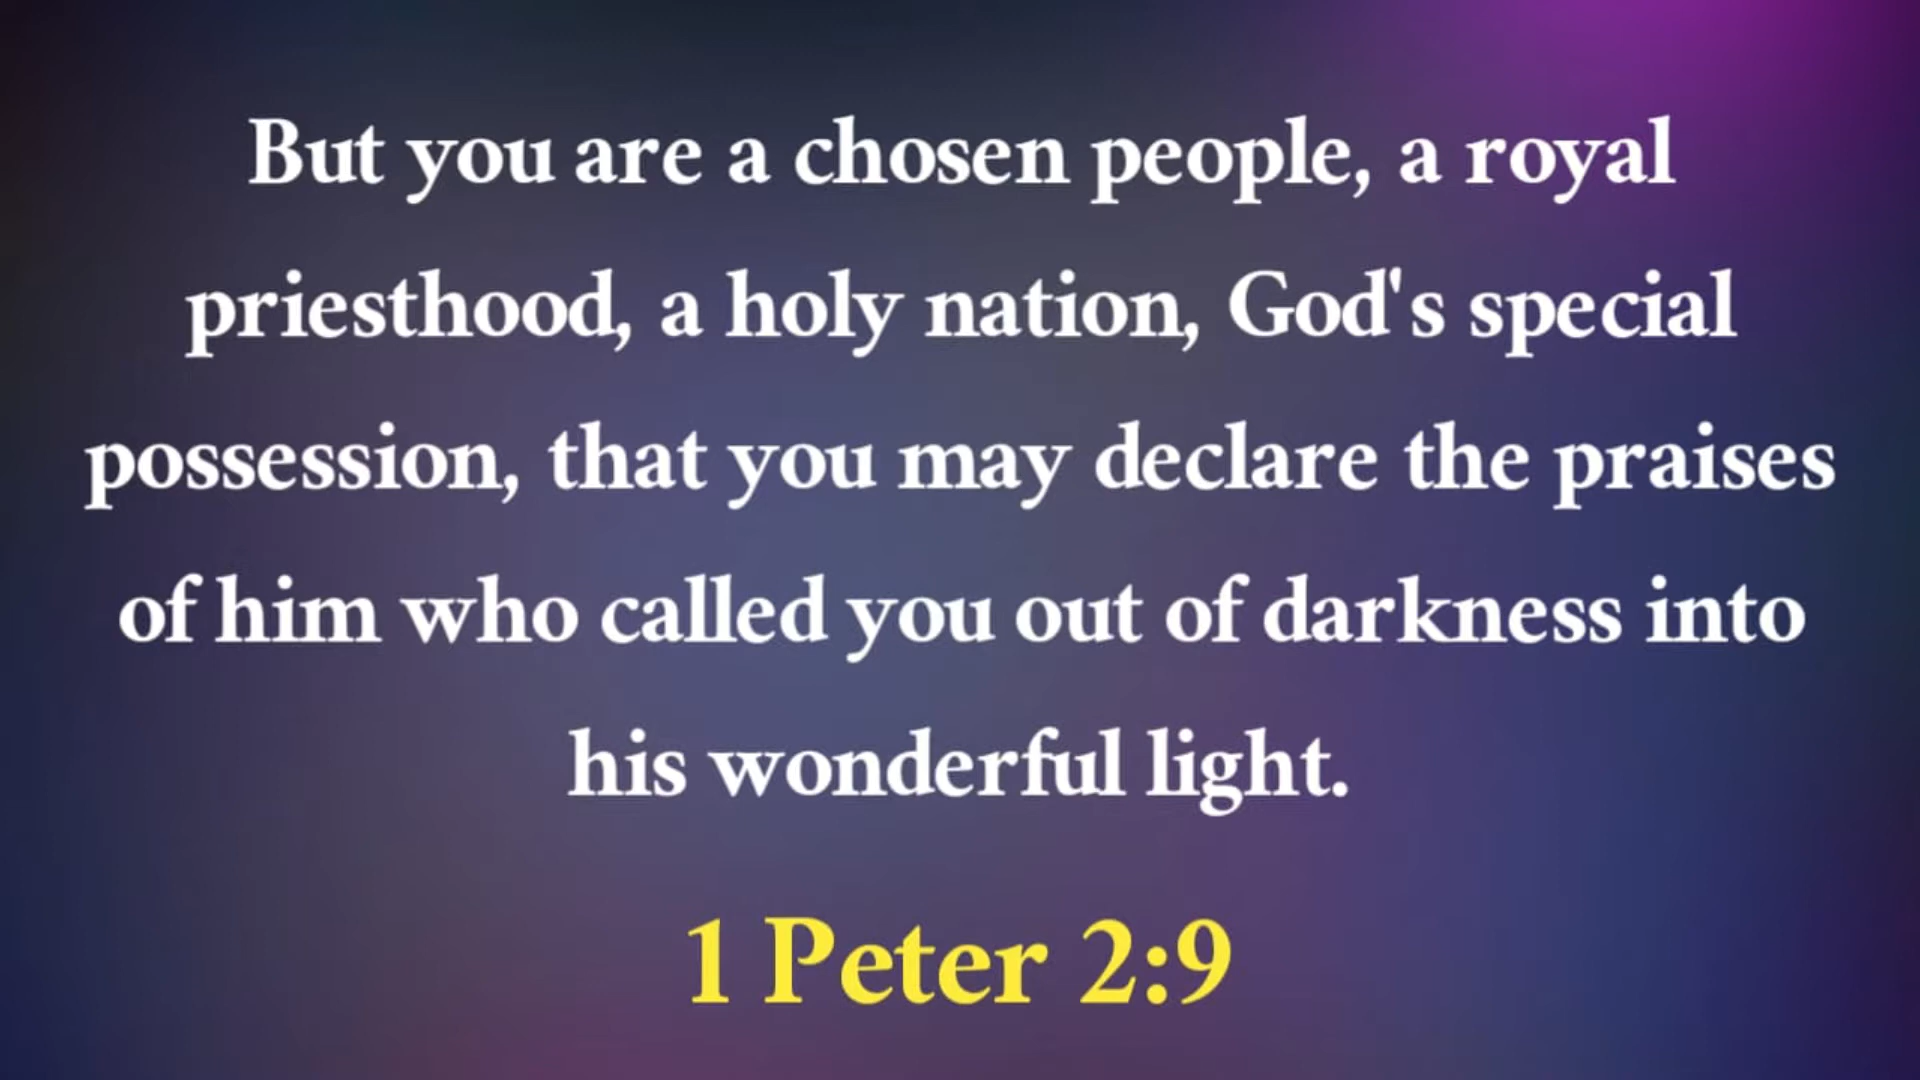 But you are a chosen people, a royal
priesthood, a holy nation, God's special
possession, that you may declare the praises
of him who called you out of darkness into
his wonderful light.
1 Peter 2:9